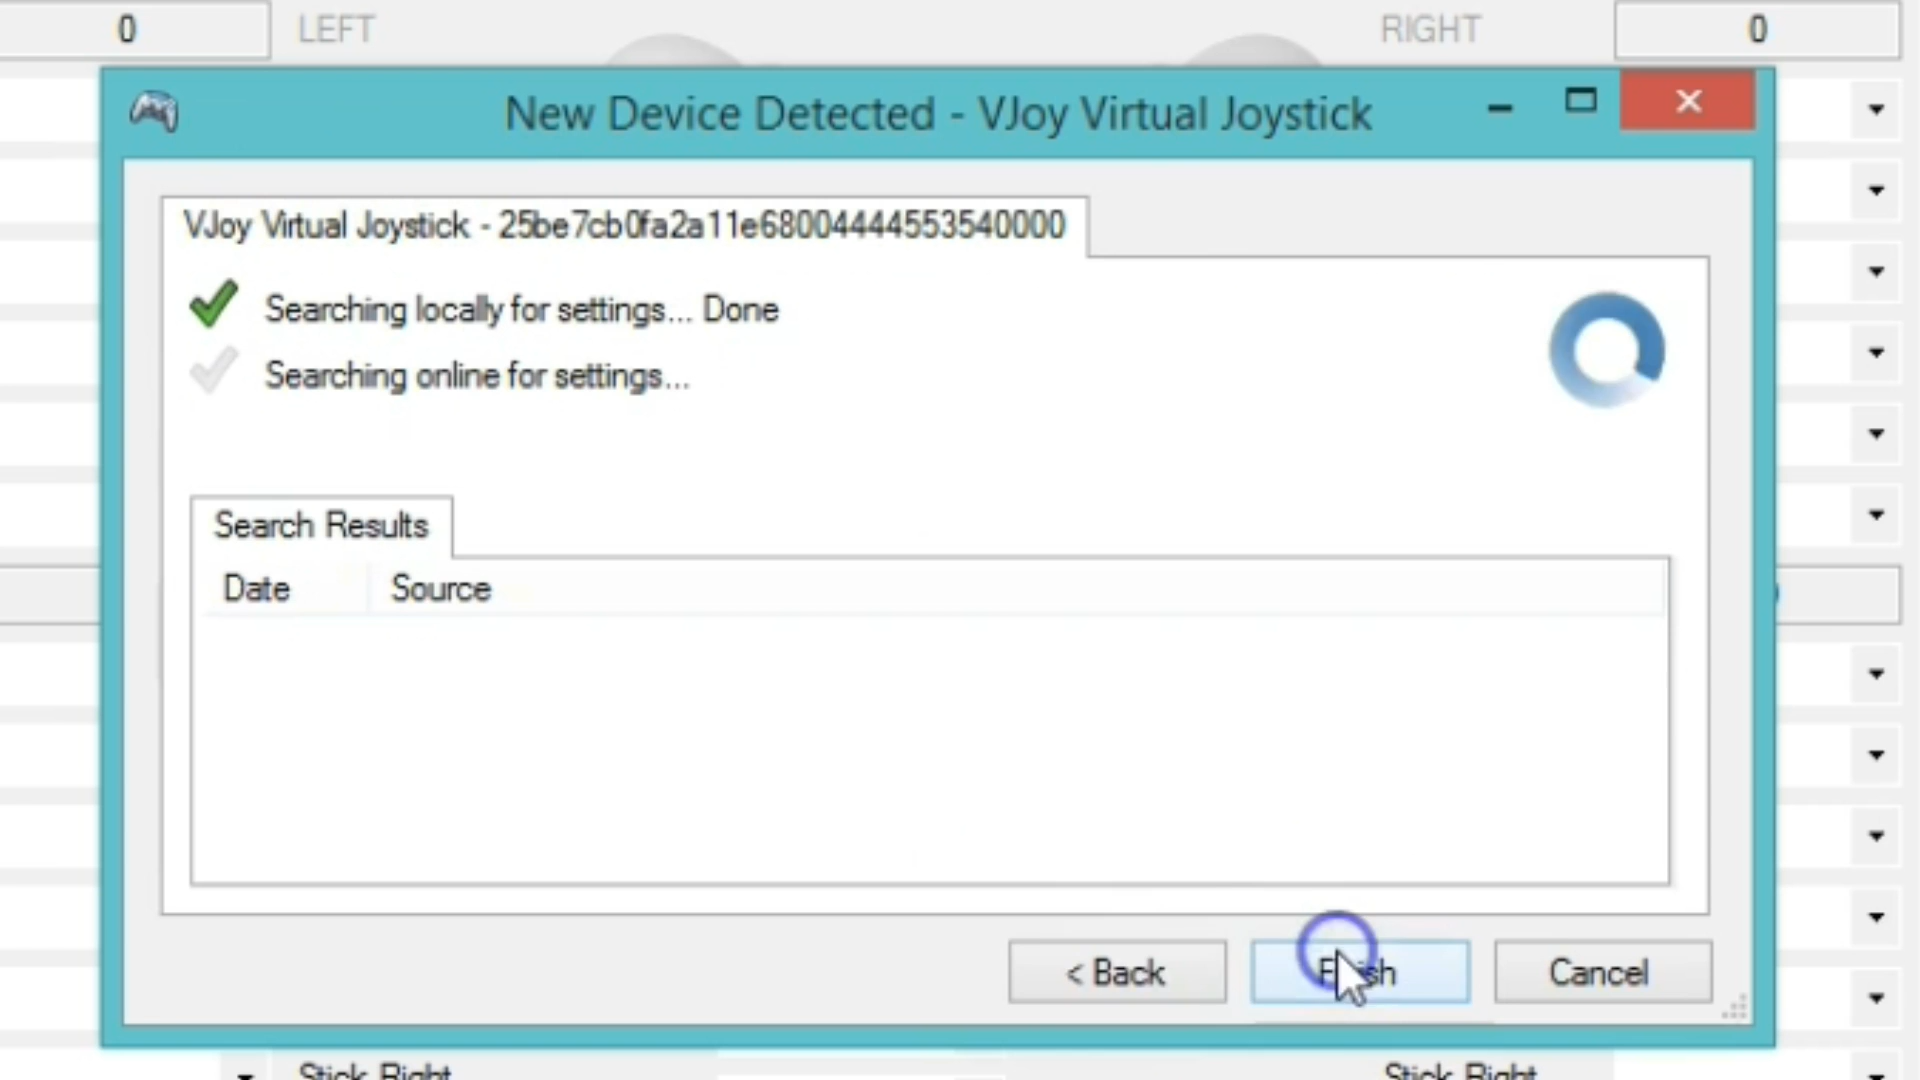 0 LEFT RIGHT 0
New Device Detected - VJoy Virtual Joystick
VJoy Virtual Joystick - 25be7cb0fa2a11e68004444553540000
Searching locally for settings... Done
Searching online for settings...
Search Results
Date Source
< Back Finish Cancel
Stick Right Stick Right